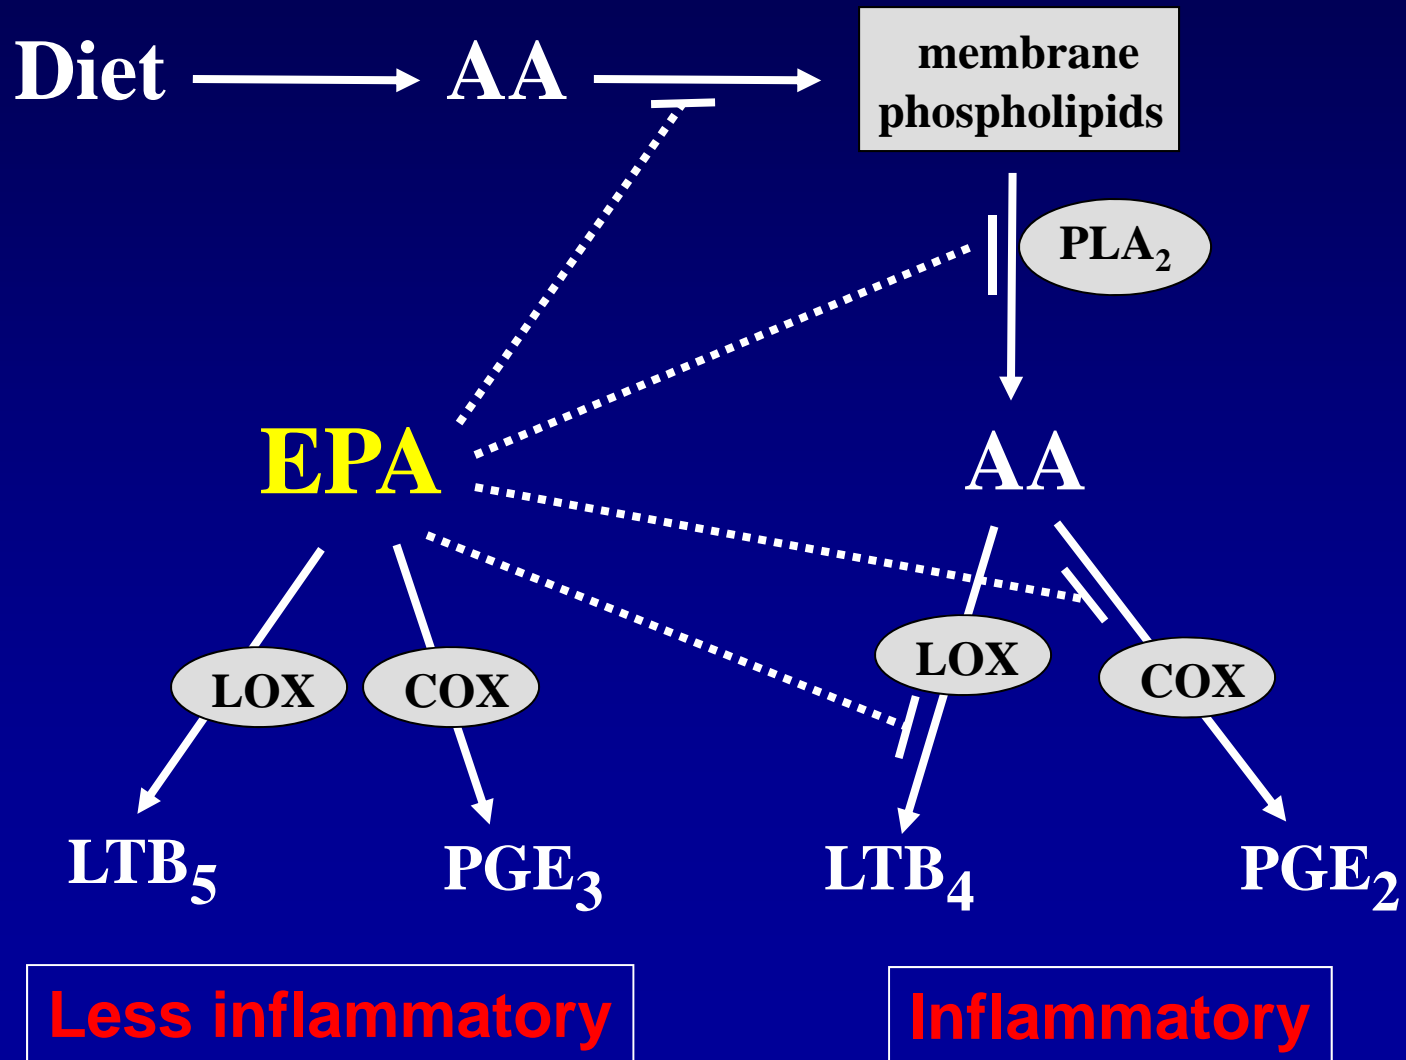 Diet
AA
membrane
phospholipids
PLA₂
EPA
AA
LOX
COX
LOX
COX
LTB₅
PGE₃
LTB₄
PGE₂
Less inflammatory
Inflammatory